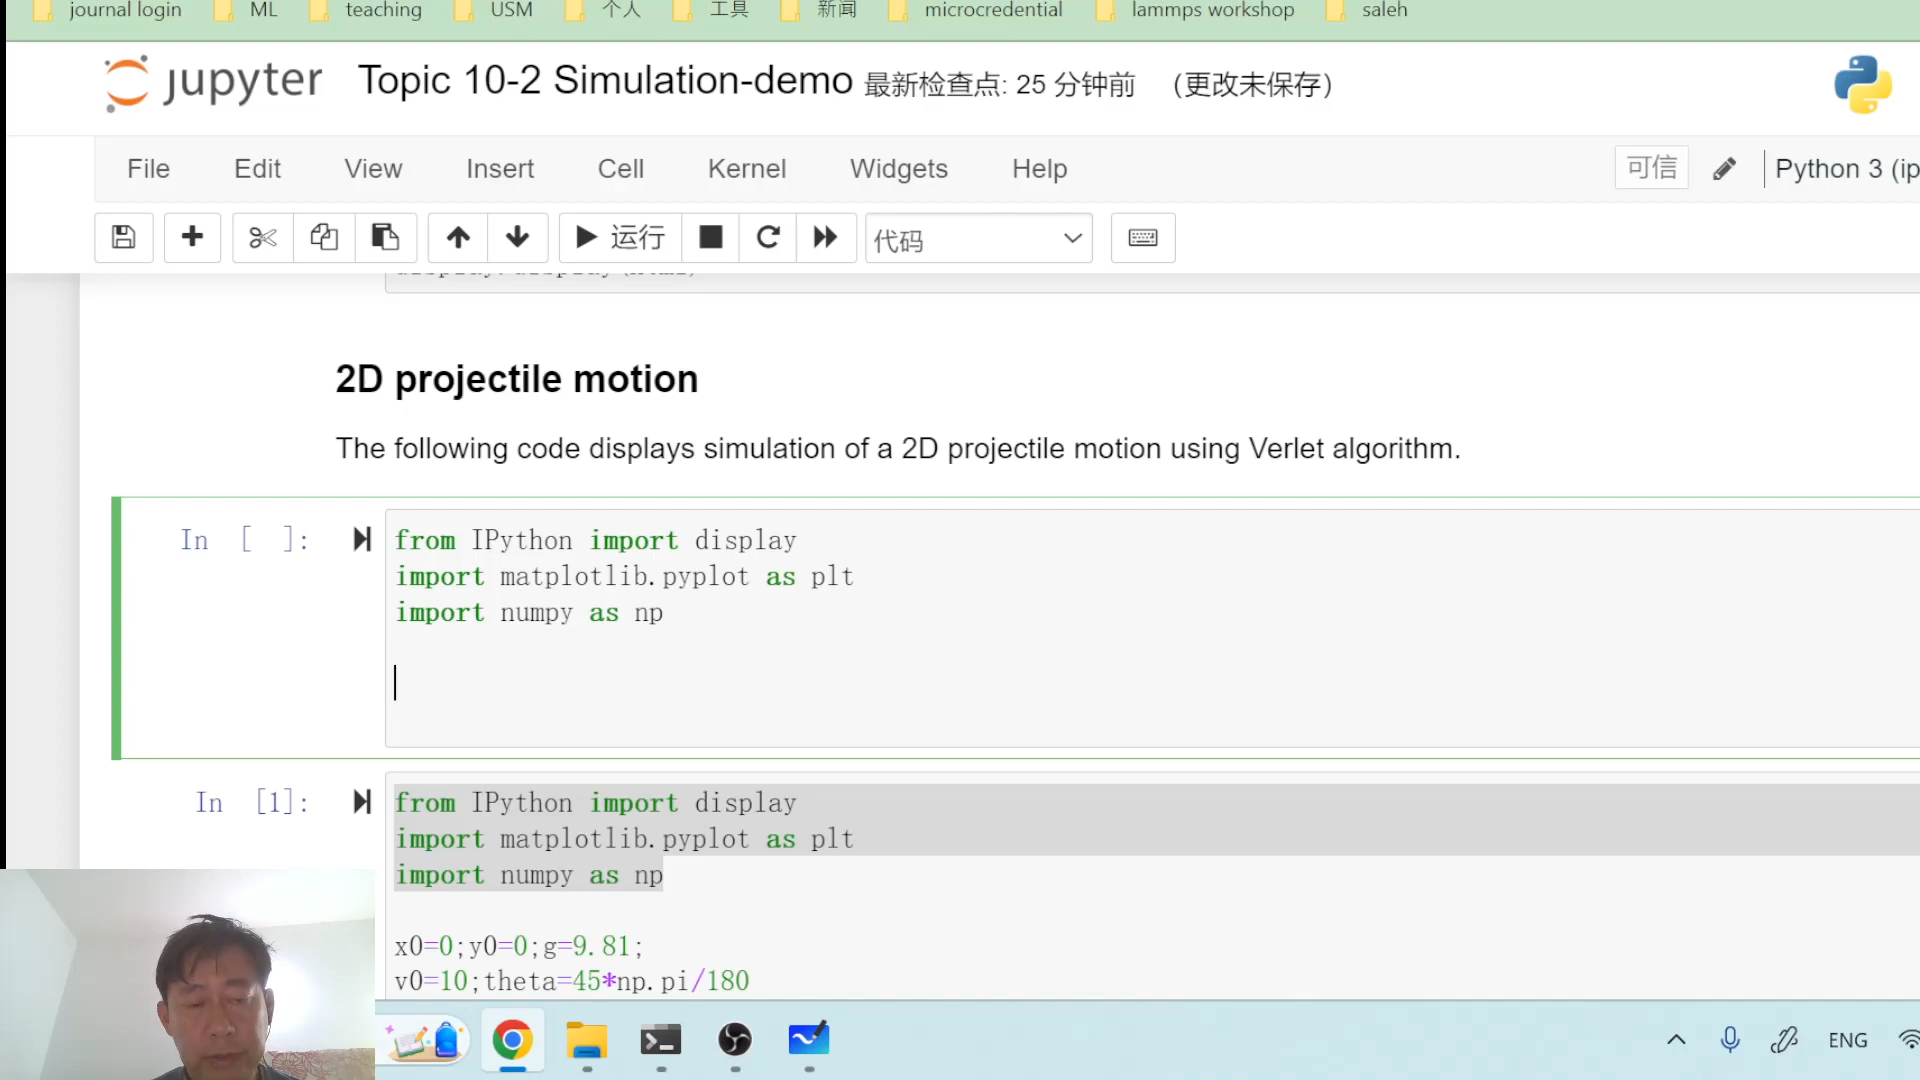 journal login ML teaching USM 个人 工具 新闻 microcredential lammps workshop saleh
jupyter Topic 10-2 Simulation-demo 最新检查点: 25 分钟前 (更改未保存)
File Edit View Insert Cell Kernel Widgets Help 可信 Python 3 (ip
运行 代码
2D projectile motion
The following code displays simulation of a 2D projectile motion using Verlet algorithm.
In [ ]: from IPython import display
import matplotlib.pyplot as plt
import numpy as np
In [1]: from IPython import display
import matplotlib.pyplot as plt
import numpy as np
x0=0;y0=0;g=9.81;
v0=10;theta=45*np.pi/180
ENG